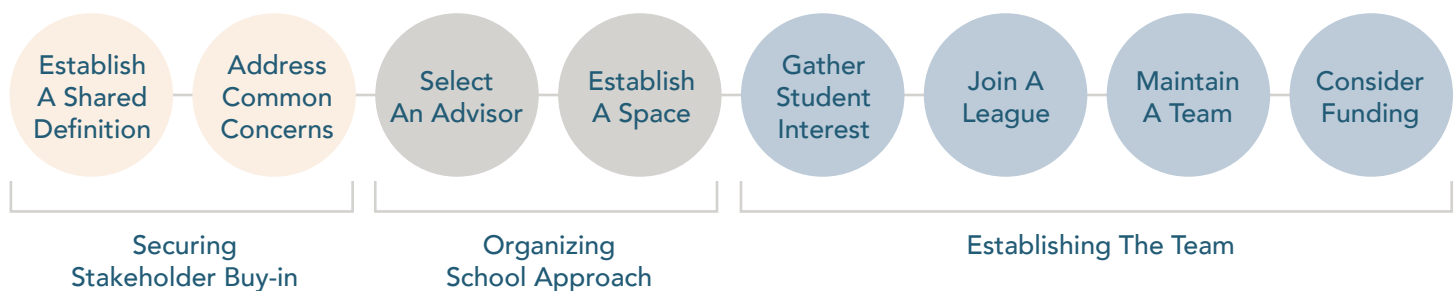 Establish
A Shared
Definition
Address
Common
Concerns
Select
An Advisor
Establish
A Space
Gather
Student
Interest
Join A
League
Maintain
A Team
Consider
Funding
Securing
Stakeholder Buy-in
Organizing
School Approach
Establishing The Team